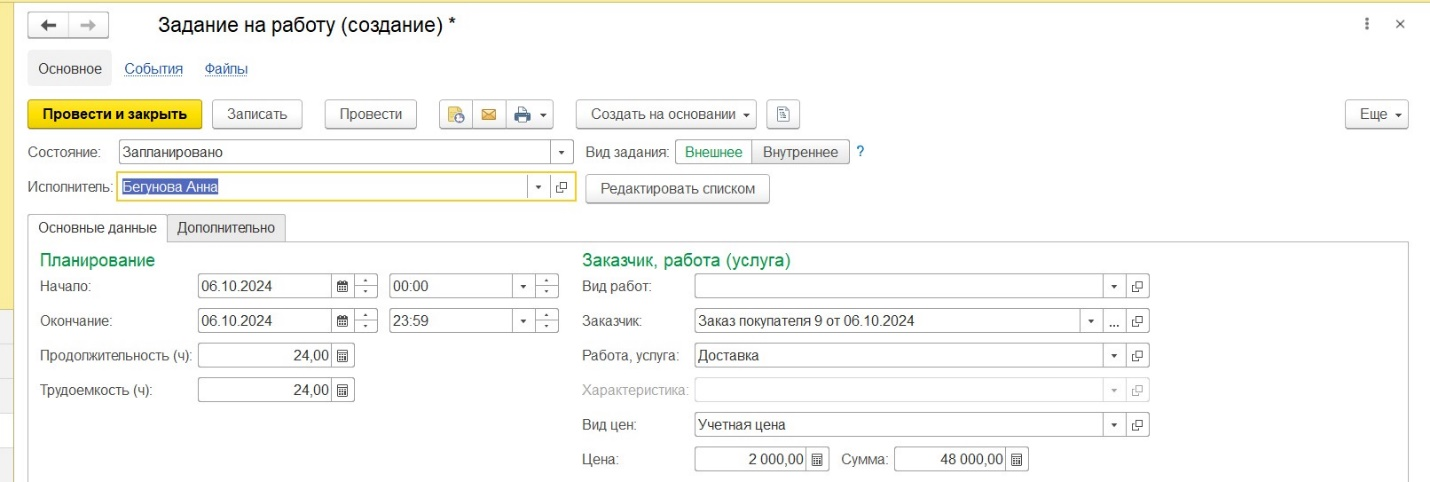 Задание на работу (создание) *
Основное События Файлы
Провести и закрыть Записать Провести Создать на основании Еще
Состояние: Запланировано Вид задания: Внешнее Внутреннее ?
Исполнитель: Бегунова Анна Редактировать списком
Основные данные Дополнительно
Планирование Заказчик, работа (услуга)
Начало: 06.10.2024 00:00 Вид работ:
Окончание: 06.10.2024 23:59 Заказчик: Заказ покупателя 9 от 06.10.2024 ...
Продолжительность (ч): 24,00 Работа, услуга: Доставка
Трудоемкость (ч): 24,00 Характеристика:
Вид цен: Учетная цена
Цена: 2 000,00 Сумма: 48 000,00